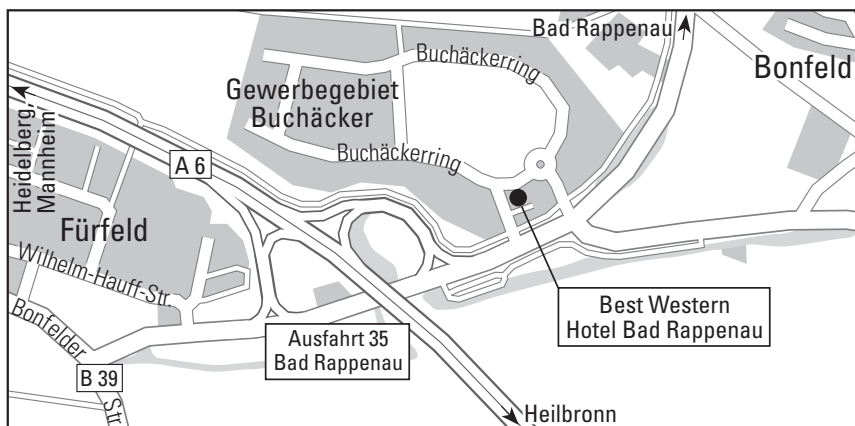 Bad Rappenau
Bonfeld
Buchäckerring
Gewerbegebiet
Buchäcker
Buchäckerring
Heidelberg,
Mannheim
A 6
Fürfeld
Wilhelm-Hauff-Str.
Bonfelder
Str.
B 39
Ausfahrt 35
Bad Rappenau
Best Western
Hotel Bad Rappenau
Heilbronn